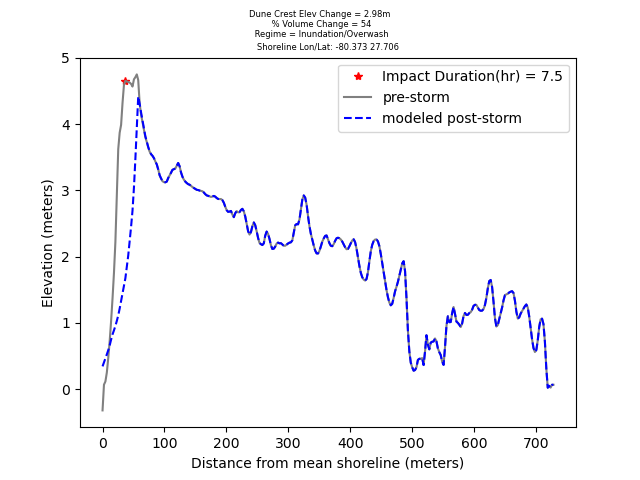 Dune Crest Elev Change = 2.98m
% Volume Change = 54
Regime = Inundation/Overwash
Shoreline Lon/Lat: -80.373 27.706
Impact Duration(hr) = 7.5
pre-storm
modeled post-storm
Elevation (meters)
5
4
3
2
1
0
0 100 200 300 400 500 600 700
Distance from mean shoreline (meters)